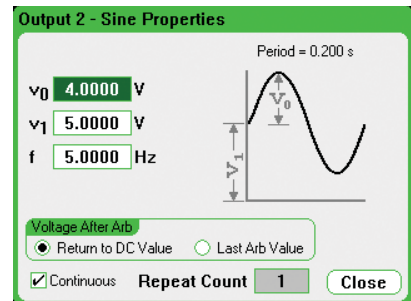 Output 2 - Sine Properties
Period = 0.200 s
V0 4.0000 V
V1 5.0000 V
f 5.0000 Hz
V0
V1
Voltage After Arb
Return to DC Value Last Arb Value
Continuous Repeat Count 1 Close